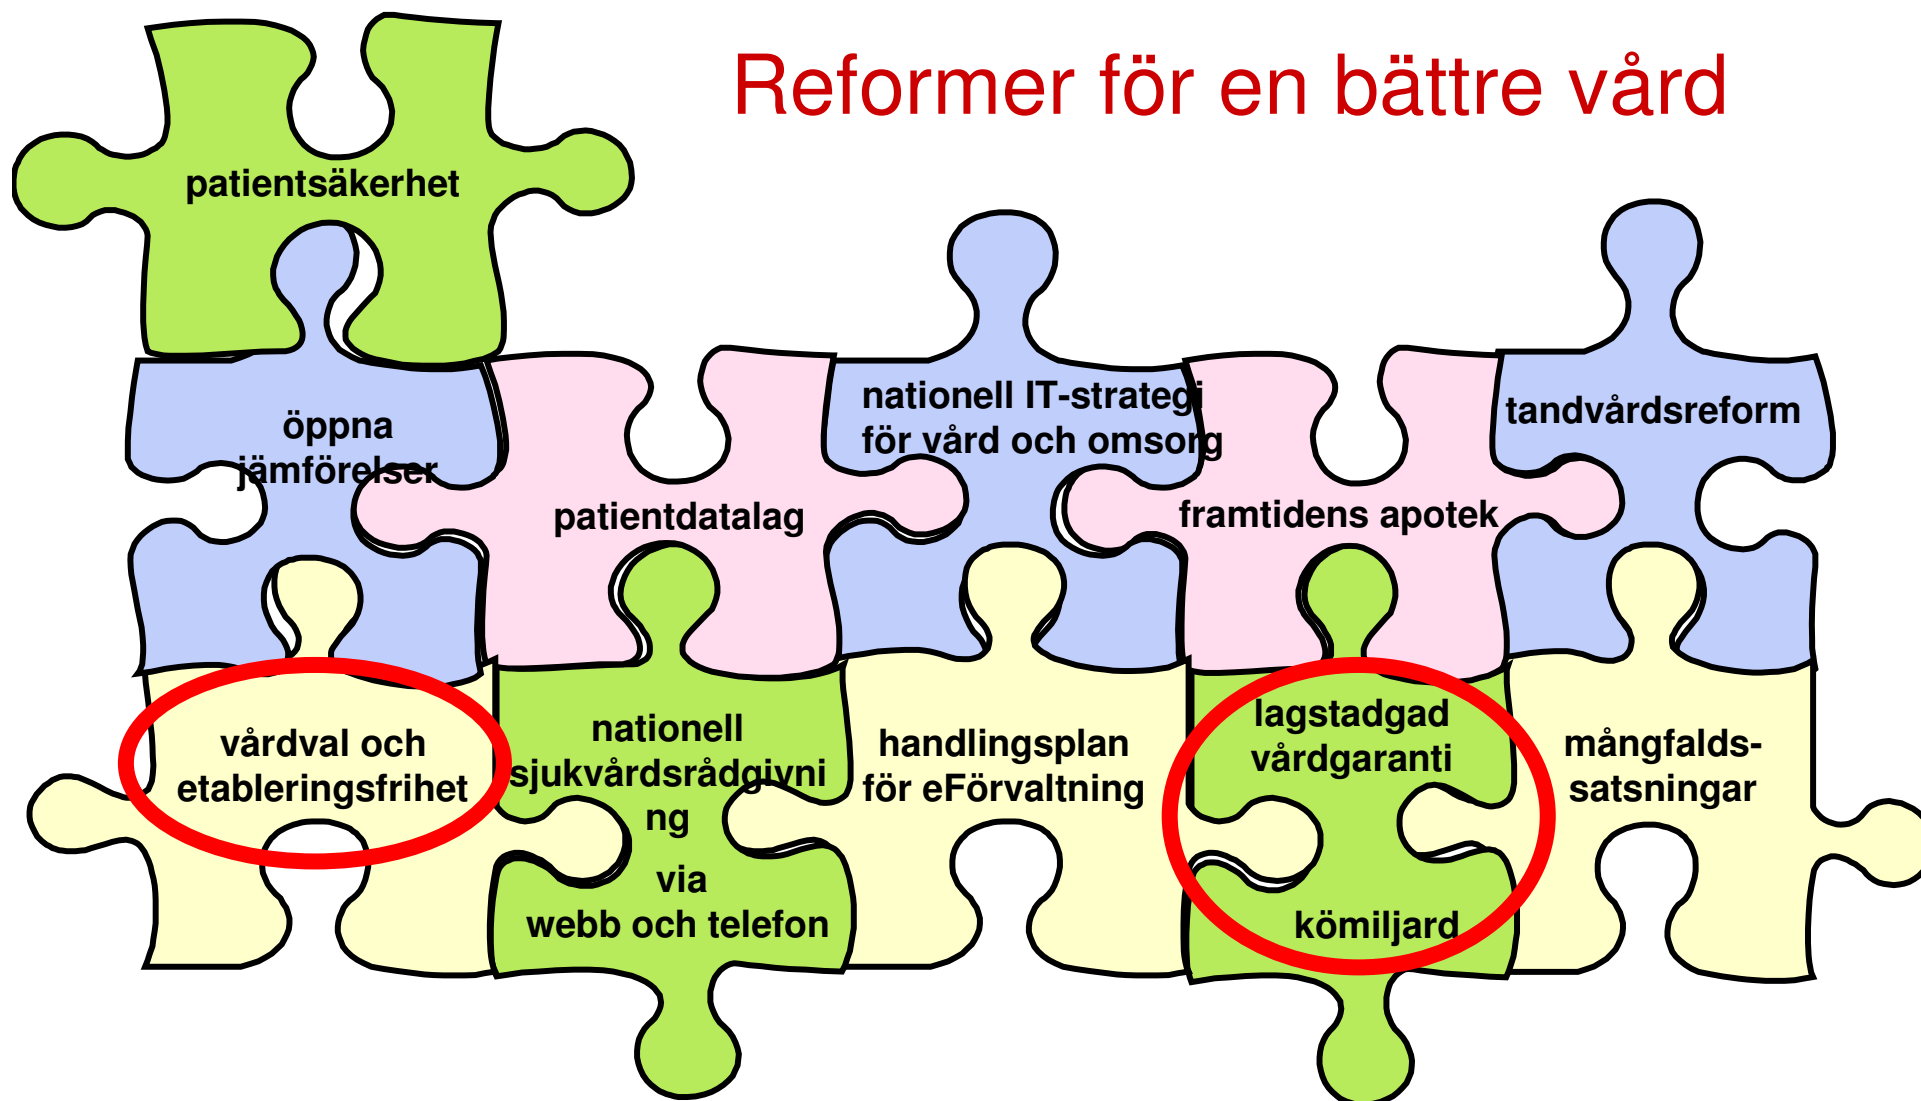 Reformer för en bättre vård
patientsäkerhet
öppna
jämförelser
patientdatalag
nationell IT-strategi
för vård och omsorg
framtidens apotek
tandvårdsreform
vårdval och
etableringsfrihet
nationell
sjukvårdsrådgivni
ng
via
webb och telefon
handlingsplan
för eFörvaltning
lagstadgad
vårdgaranti
kömiljard
mångfalds-
satsningar